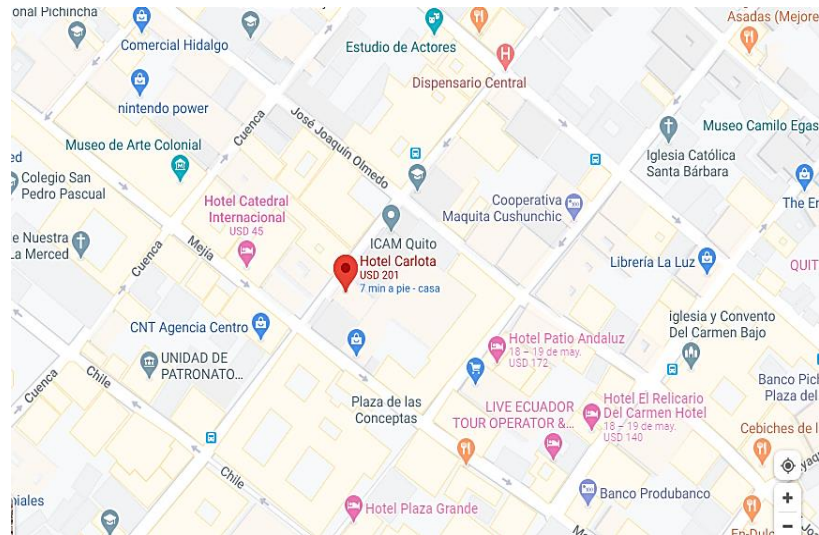 onal Pichincha
Comercial Hidalgo
Estudio de Actores
Asadas (Mejore
Dispensario Central
nintendo power
Cuenca
José Joaquín Olmedo
Museo de Arte Colonial
Museo Camilo Egas
ed
Colegio San
Pedro Pascual
Iglesia Católica
Santa Bárbara
Hotel Catedral
Internacional
USD 45
Cooperativa
Maquita Cushunchic
The Er
e Nuestra
La Merced
Cuenca
Mejía
ICAM Quito
Hotel Carlota
USD 201
7 min a pie - casa
Librería La Luz
QUIT
CNT Agencia Centro
iglesia y Convento
Del Carmen Bajo
Hotel Patio Andaluz
18 – 19 de may.
USD 172
UNIDAD DE
PATRONATO...
Cuenca
Chile
Banco Pich
Plaza del
Plaza de las
Conceptas
LIVE ECUADOR
TOUR OPERATOR &...
Hotel El Relicario
Del Carmen Hotel
18 – 19 de may.
USD 140
Cebiches de l
Chile
Banco Produbanco
Hotel Plaza Grande
niales
+
−